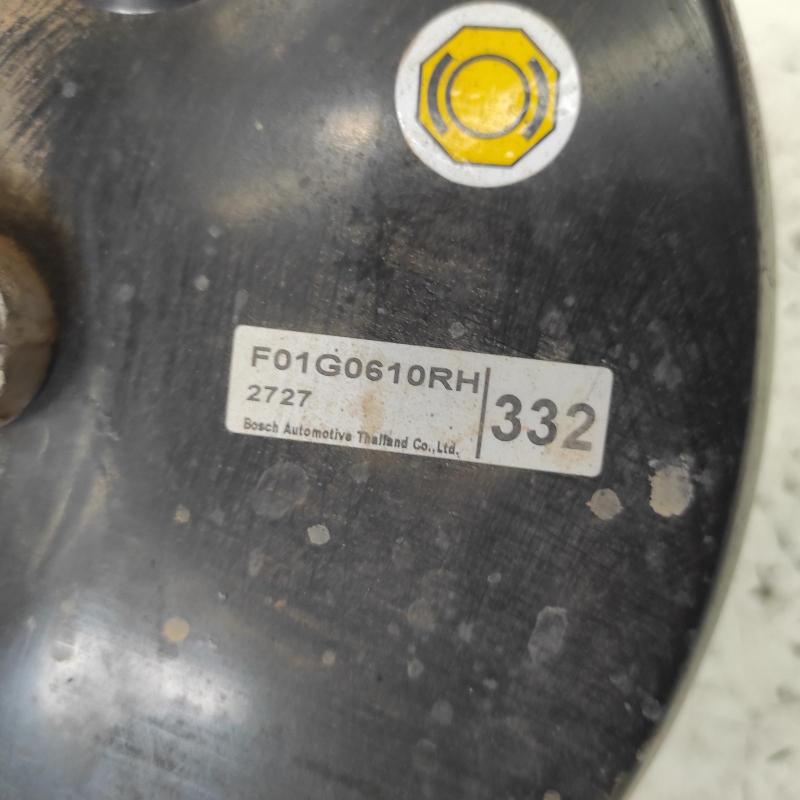 F01G0610RH
2727
332
Bosch Automotive Thailand Co.,Ltd.